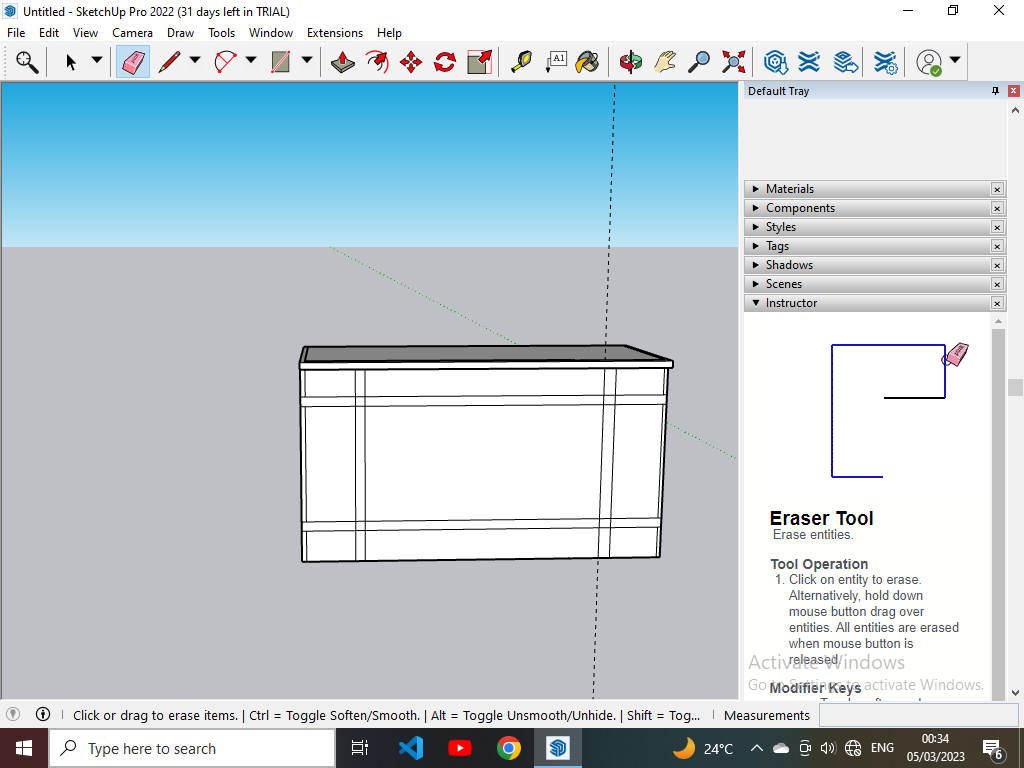 Untitled - SketchUp Pro 2022 (31 days left in TRIAL)
File Edit View Camera Draw Tools Window Extensions Help
A1
Default Tray
Materials
Components
Styles
Tags
Shadows
Scenes
Instructor
Eraser Tool
Erase entities.
Tool Operation
1. Click on entity to erase.
Alternatively, hold down
mouse button drag over
entities. All entities are erased
when mouse button is
released.
Activate Windows
Go to Settings to activate Windows.
Modifier Keys
Click or drag to erase items. | Ctrl = Toggle Soften/Smooth. | Alt = Toggle Unsmooth/Unhide. | Shift = Tog...
Measurements
Type here to search
24°C
ENG
00:34
05/03/2023
6